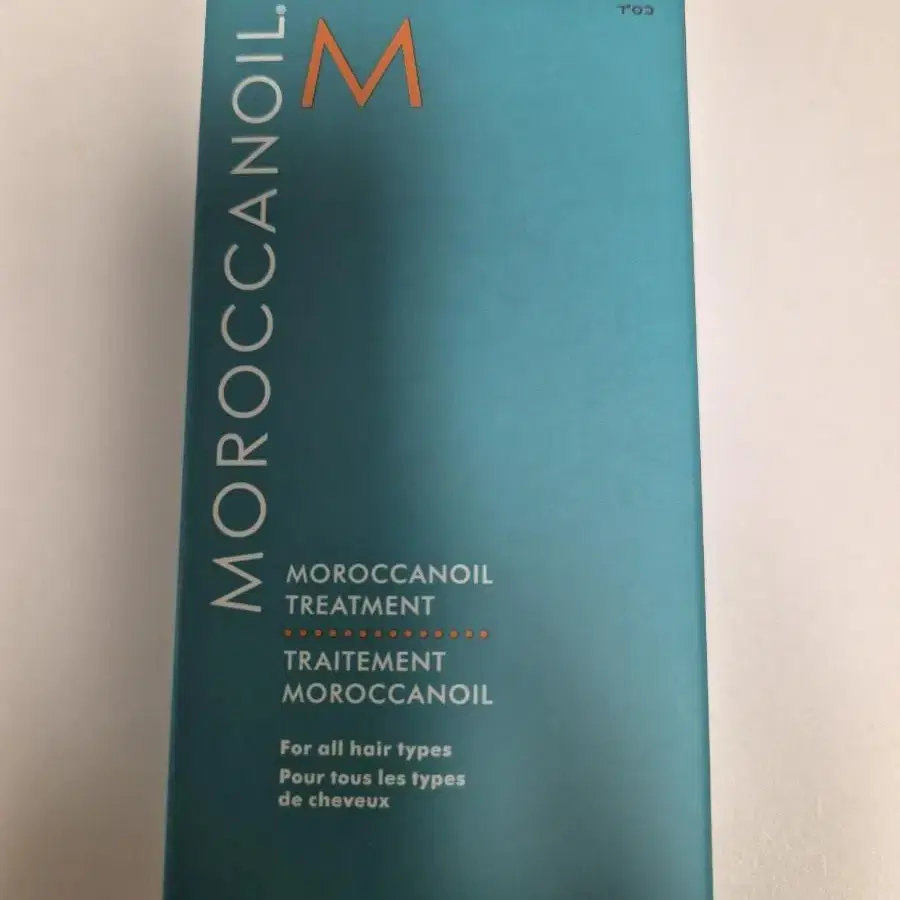 MOROCCANOIL®
M
MOROCCANOIL
TREATMENT
TRAITEMENT
MOROCCANOIL
For all hair types
Pour tous les types
de cheveux